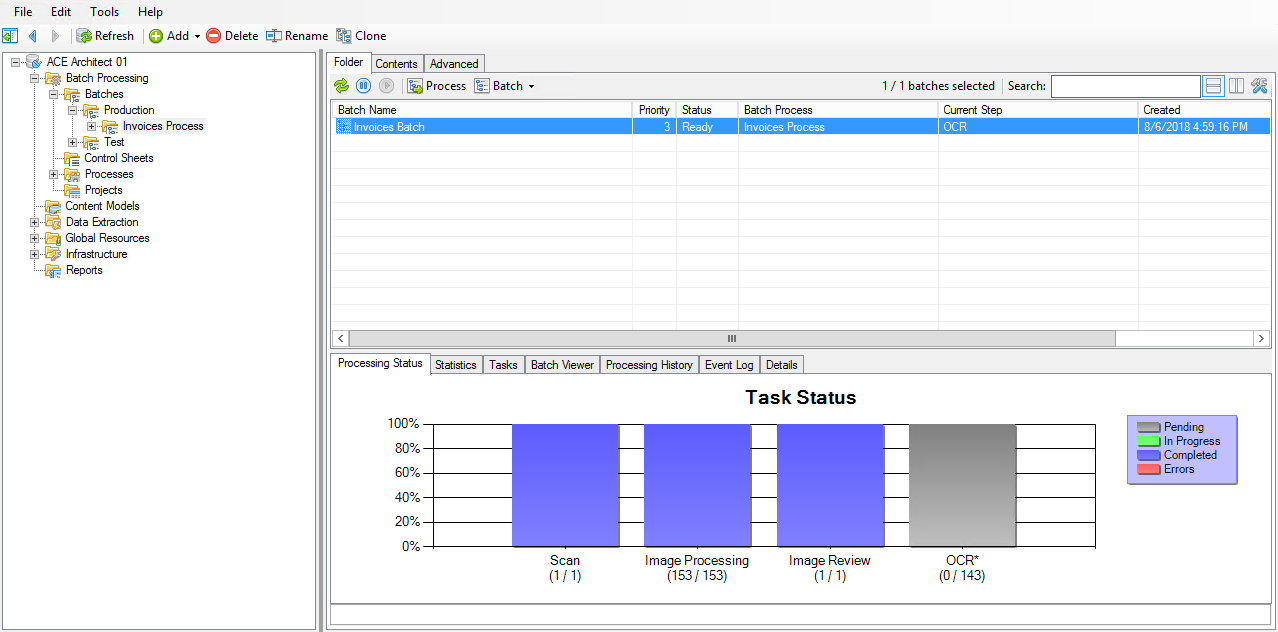 File Edit Tools Help
Refresh Add Delete Rename Clone
ACE Architect 01
Batch Processing
Batches
Production
Invoices Process
Test
Control Sheets
Processes
Projects
Content Models
Data Extraction
Global Resources
Infrastructure
Reports
Folder Contents Advanced
Process Batch 1 / 1 batches selected Search:
Batch Name Priority Status Batch Process Current Step Created
Invoices Batch 3 Ready Invoices Process OCR 8/6/2018 4:59:16 PM
Processing Status Statistics Tasks Batch Viewer Processing History Event Log Details
Task Status
100%
80%
60%
40%
20%
0%
Scan Image Processing Image Review OCR*
(1 / 1) (153 / 153) (1 / 1) (0 / 143)
Pending
In Progress
Completed
Errors